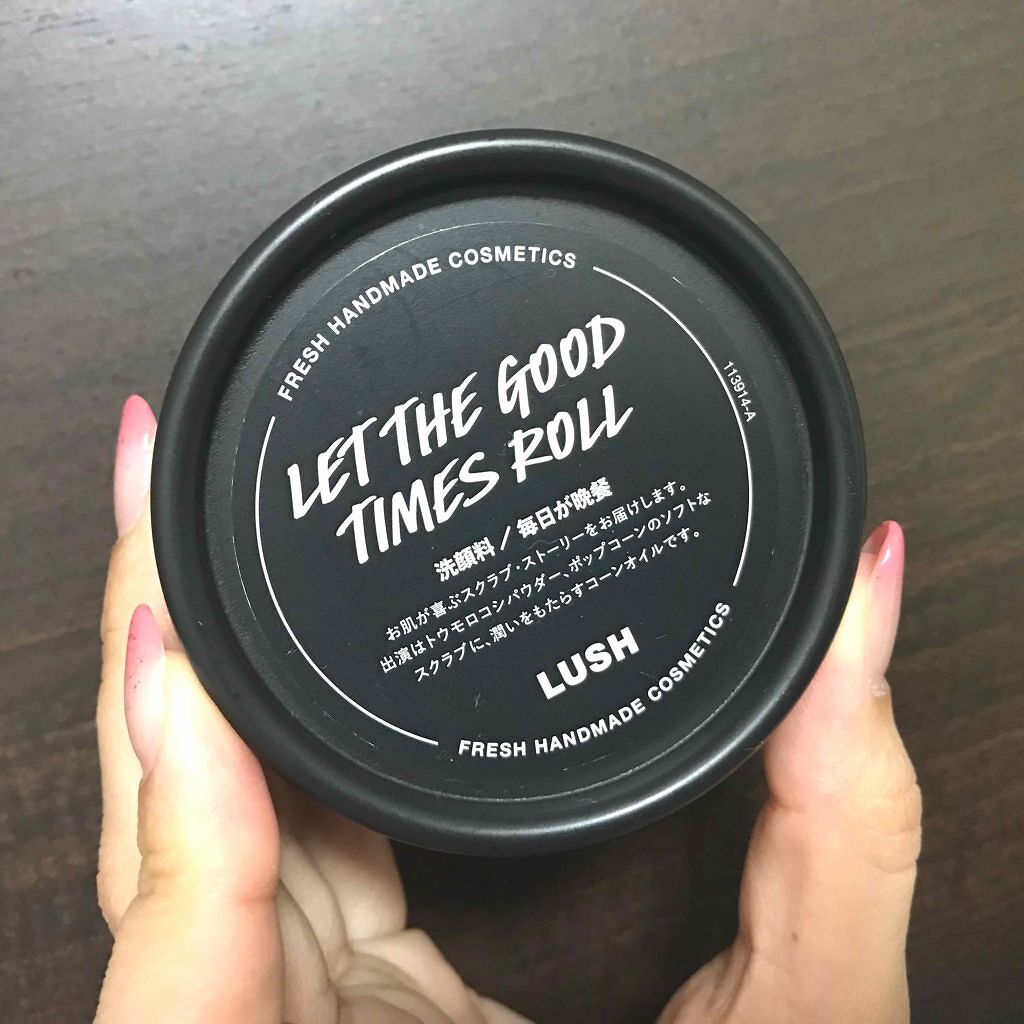 FRESH HANDMADE COSMETICS
LET THE GOOD
TIMES ROLL
洗顔料 / 毎日が晩餐
お肌が喜ぶスクラブ・ストーリーをお届けします。
出演はトウモロコシパウダー、ポップコーンのソフトな
スクラブに、潤いをもたらすコーンオイルです。
LUSH
FRESH HANDMADE COSMETICS
113914-A